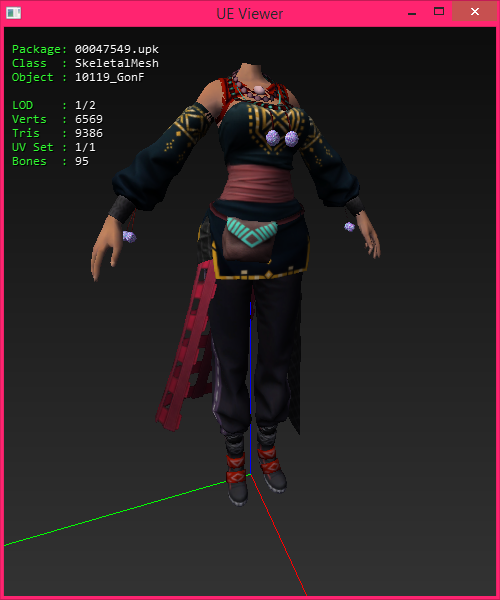 UE Viewer
Package: 00047549.upk
Class : SkeletalMesh
Object : 10119_GonF
LOD : 1/2
Verts : 6569
Tris : 9386
UV Set : 1/1
Bones : 95